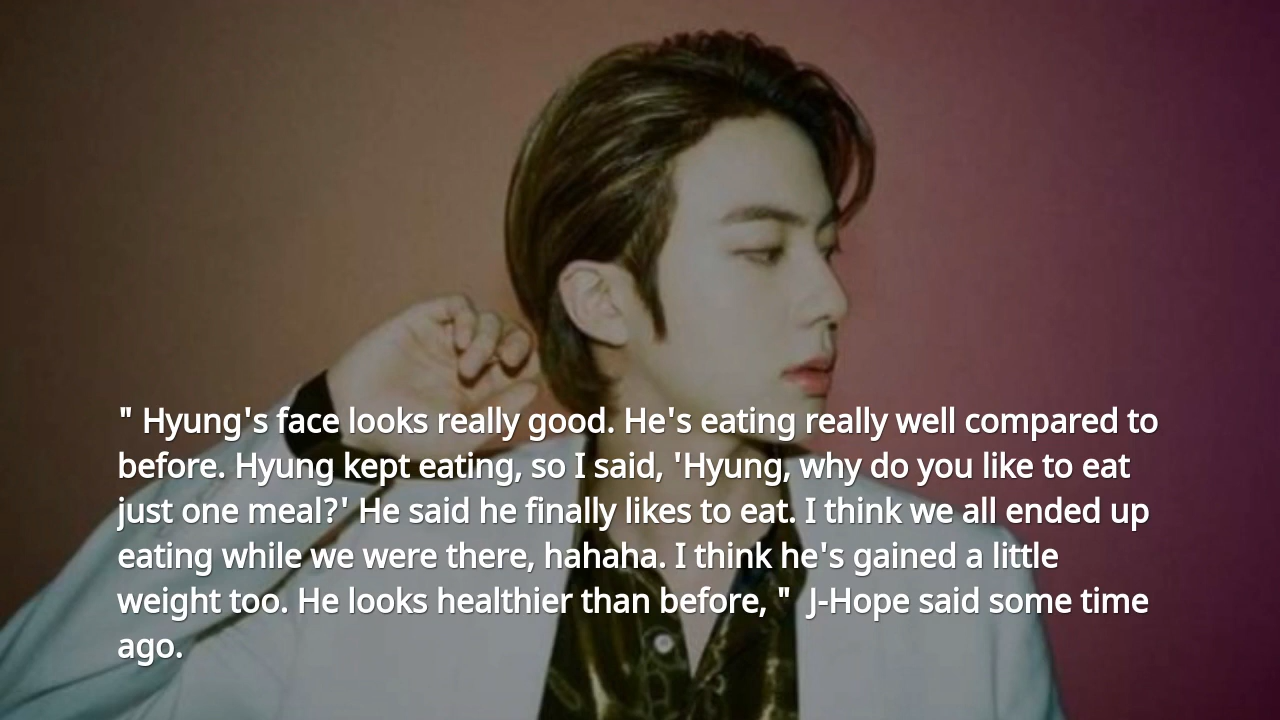 " Hyung's face looks really good. He's eating really well compared to
before. Hyung kept eating, so I said, 'Hyung, why do you like to eat
just one meal?' He said he finally likes to eat. I think we all ended up
eating while we were there, hahaha. I think he's gained a little
weight too. He looks healthier than before, "  J-Hope said some time
ago.